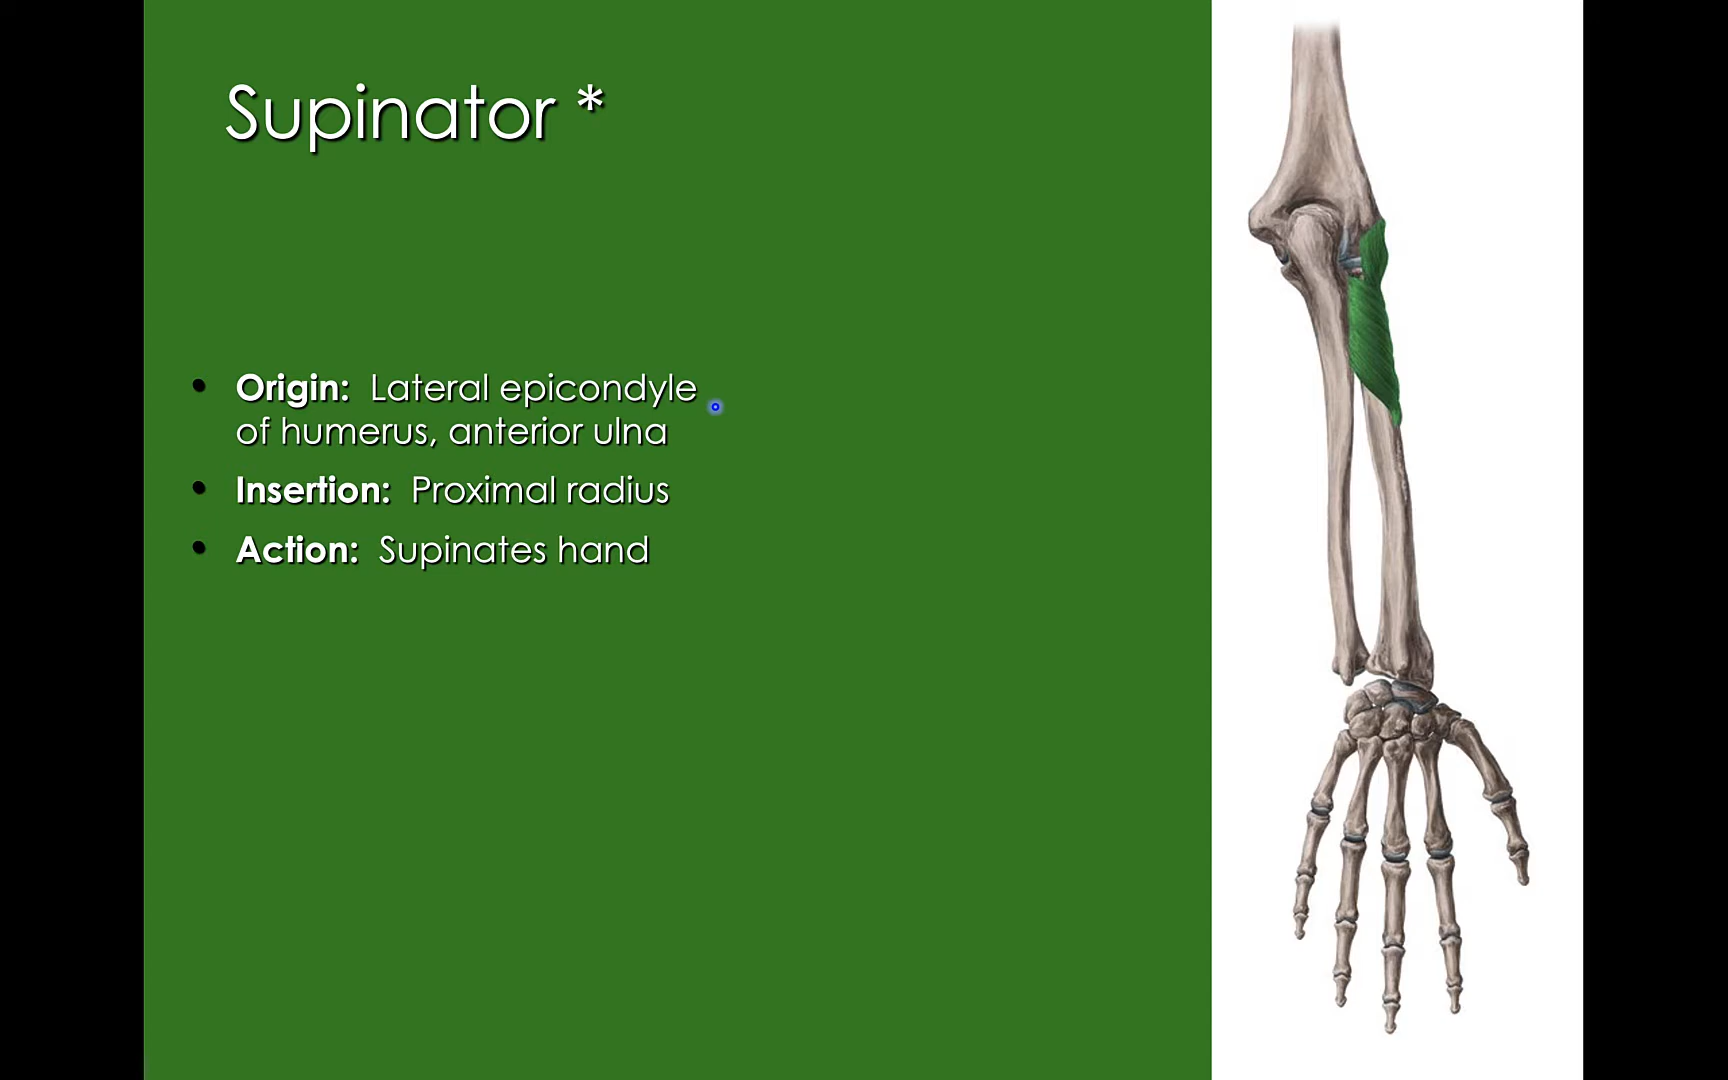 Supinator *
• Origin: Lateral epicondyle
of humerus, anterior ulna
• Insertion: Proximal radius
• Action: Supinates hand